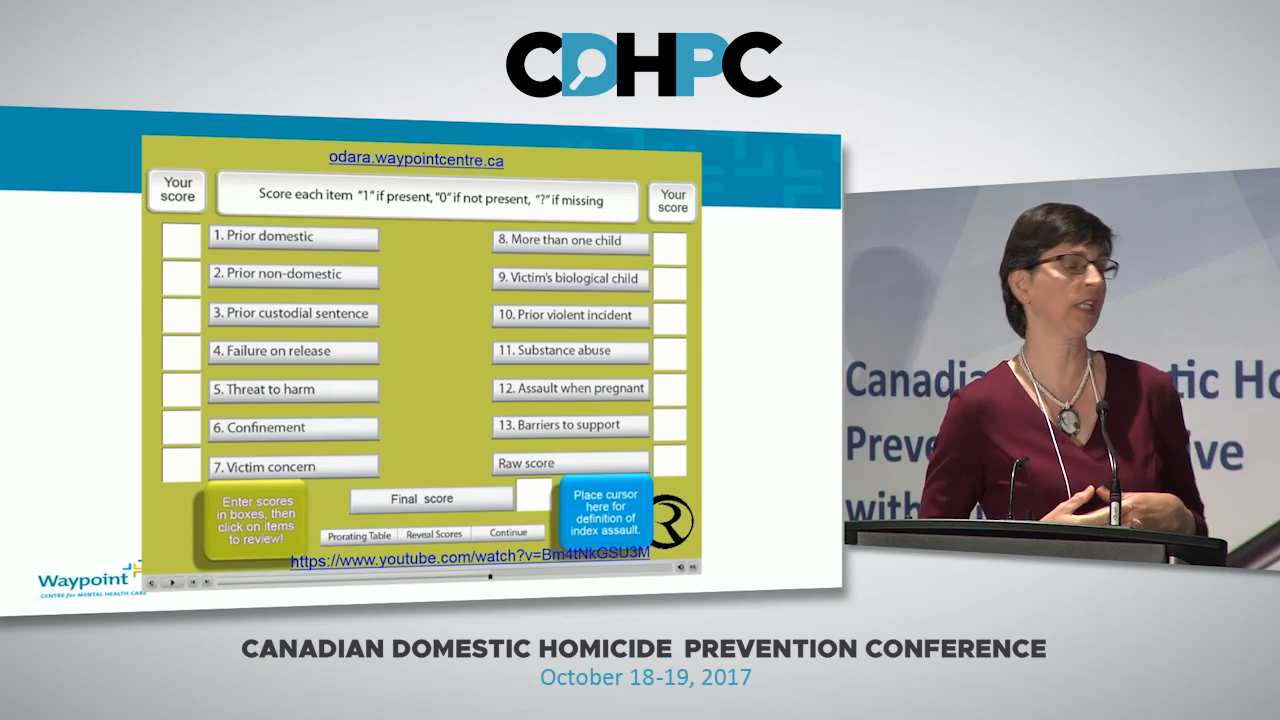 CDHPC
odara.waypointcentre.ca
Your
score
Score each item "1" if present, "0" if not present, "?" if missing
Your
score
1. Prior domestic
2. Prior non-domestic
3. Prior custodial sentence
4. Failure on release
5. Threat to harm
6. Confinement
7. Victim concern
8. More than one child
9. Victim's biological child
10. Prior violent incident
11. Substance abuse
12. Assault when pregnant
13. Barriers to support
Raw score
Enter scores
in boxes, then
click on items
to review!
Final score
Prorating Table
Reveal Scores
Continue
Place cursor
here for
definition of
index assault.
R
https://www.youtube.com/watch?v=Bm4tNkGSU3M
Waypoint
CENTRE for MENTAL HEALTH CARE
Canadia tic Ho
Preve ive
with
CANADIAN DOMESTIC HOMICIDE PREVENTION CONFERENCE
October 18-19, 2017